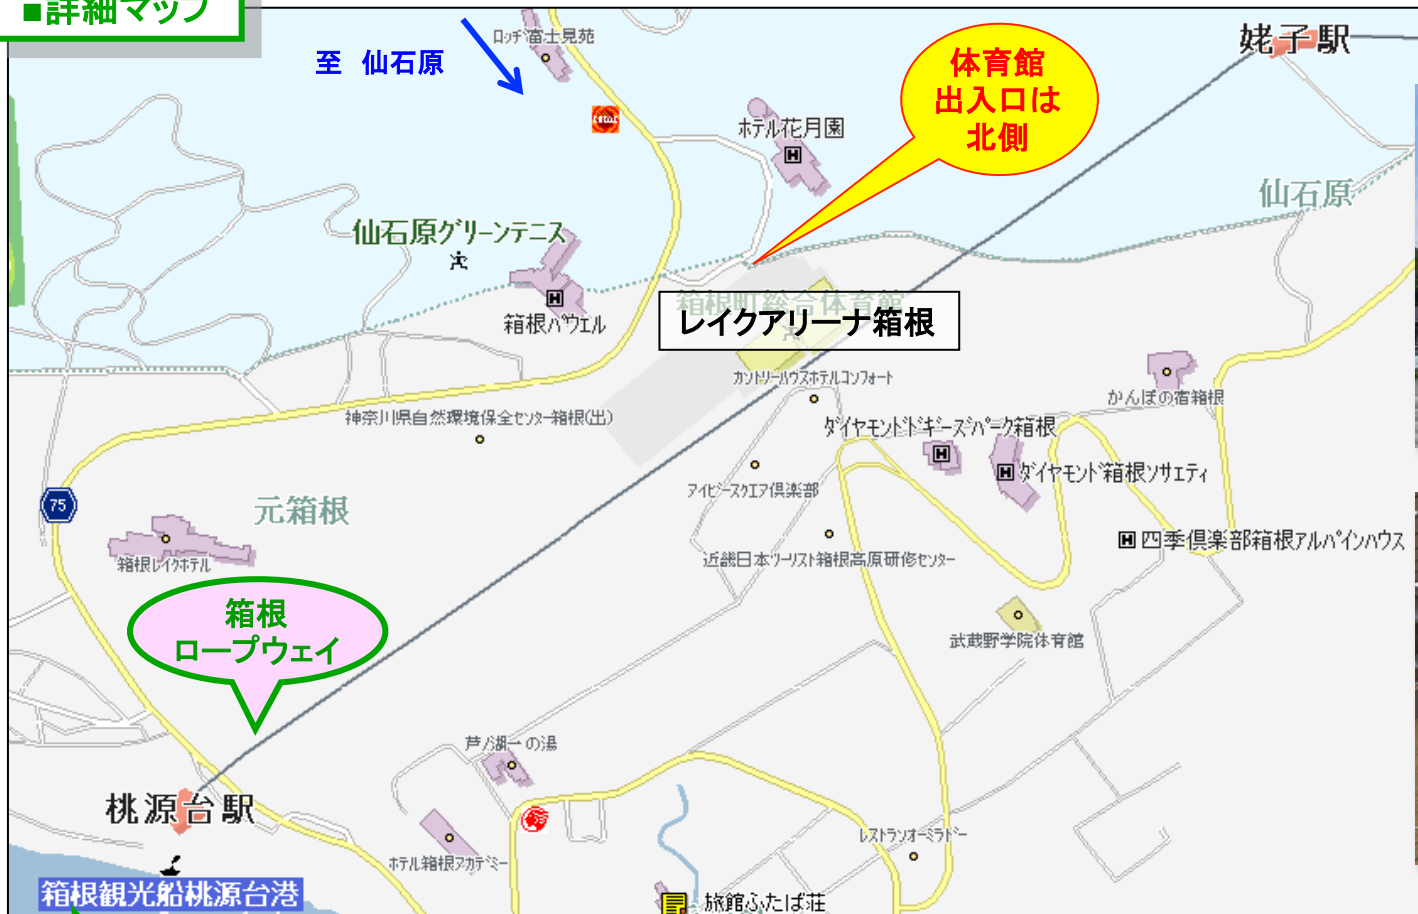 ■詳細マップ
ロッヂ富士見苑
至 仙石原
姥子駅
体育館
出入口は
北側
ホテル花月園
仙石原
仙石原グリーンテニス
箱根パウエル
箱根町総合体育館
レイクアリーナ箱根
カントリーハウスホテルコンフォート
かんぽの宿箱根
神奈川県自然環境保全センター箱根(出)
ダイヤモンドドギーズパーク箱根
ダイヤモンド箱根ソサエティ
アイビースクエア倶楽部
75
元箱根
四季倶楽部箱根アルパインハウス
箱根レイクホテル
近畿日本ツーリスト箱根高原研修センター
箱根
ロープウェイ
武蔵野学院体育館
芦ノ湖一の湯
桃源台駅
ホテル箱根アカデミー
レストランオーミラドー
箱根観光船桃源台港
旅館ふたば荘